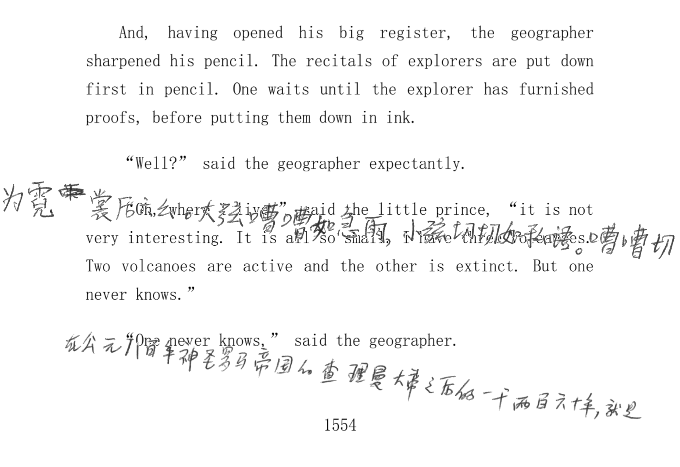 And, having opened his big register, the geographer
sharpened his pencil. The recitals of explorers are put down
first in pencil. One waits until the explorer has furnished
proofs, before putting them down in ink.
“Well?” said the geographer expectantly.
为霓裳后六幺。大弦嘈嘈如急雨，小弦切切如私语。嘈嘈切
“Oh, where I live,” said the little prince, “it is not
very interesting. It is all so small. I have three volcanoes.
Two volcanoes are active and the other is extinct. But one
never knows.”
“One never knows,” said the geographer.
在公元八百年神圣罗马帝国的查理曼大帝之后的一千两百六十年，就是
1554